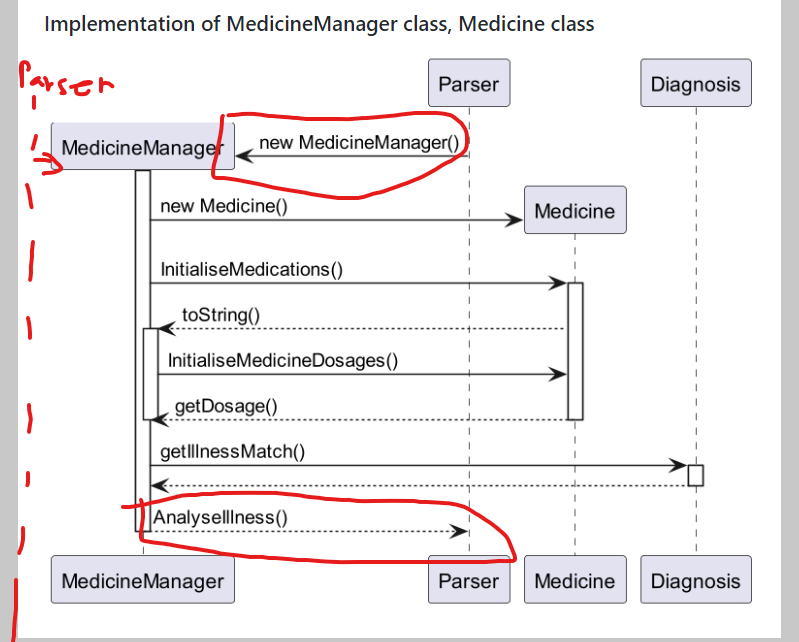 Implementation of MedicineManager class, Medicine class
Parser
Parser
Diagnosis
MedicineManager
new MedicineManager()
new Medicine()
Medicine
InitialiseMedications()
toString()
InitialiseMedicineDosages()
getDosage()
getIllnessMatch()
AnalyseIllness()
MedicineManager
Parser
Medicine
Diagnosis